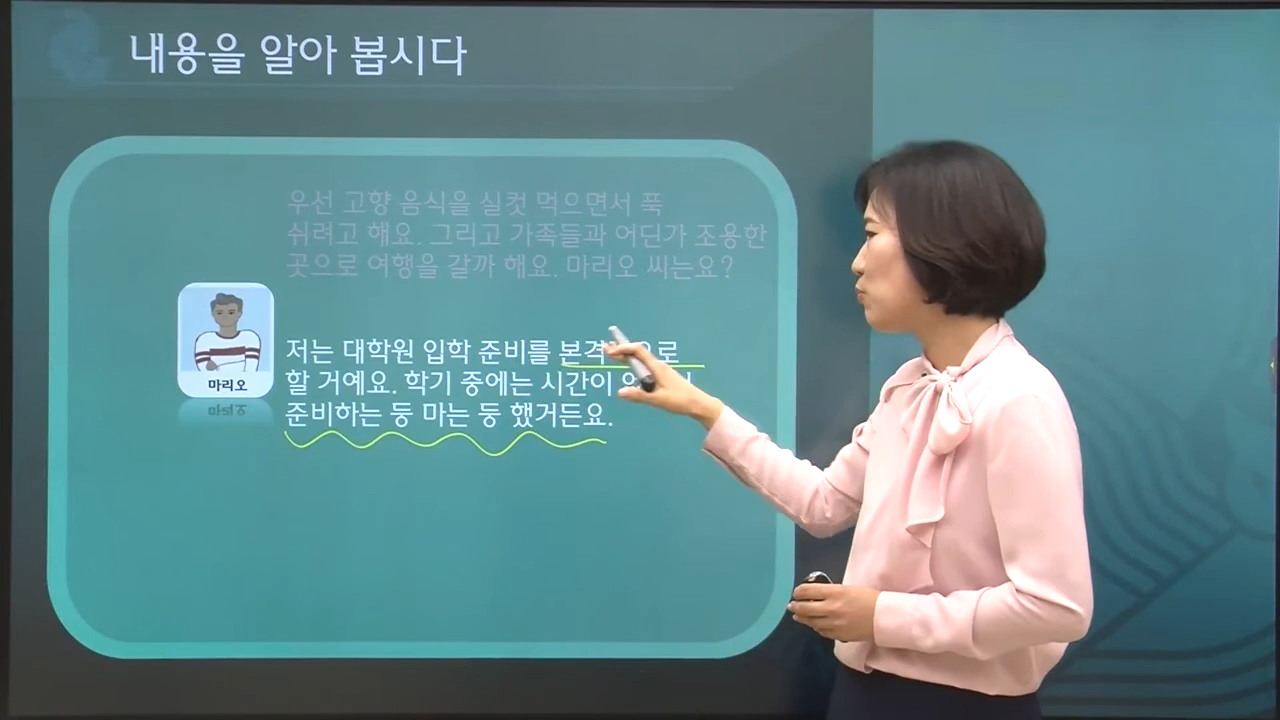 내용을 알아 봅시다
우선 고향 음식을 실컷 먹으면서 푹
쉬려고 해요. 그리고 가족들과 어딘가 조용한
곳으로 여행을 갈까 해요. 마리오 씨는요?
저는 대학원 입학 준비를
할 거예요. 학기 중에는 시간이
준비하는 둥 마는 둥 했거든요.
마리오